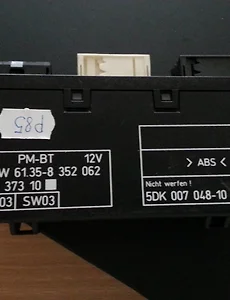 p85
PM-BT 12V
W 61.35-8 352 062
373 10
03 SW03
> ABS <
Nicht werfen !
5DK 007 048-10